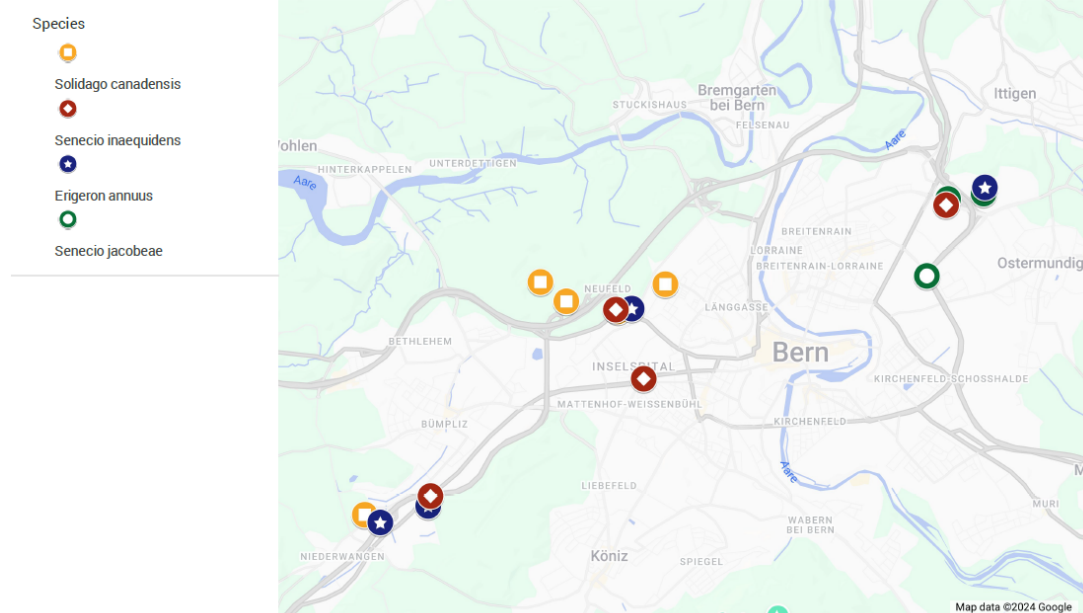 Species
Solidago canadensis
Senecio inaequidens
Erigeron annuus
Senecio jacobeae
Bremgarten
bei Bern
Ittigen
STUCKISHAUS
FELSENAU
Aare
ohlen
UNTERDETTIGEN
HINTERKAPPELEN
Aare
BREITENRAIN
LORRAINE
BREITENRAIN-LORRAINE
Ostermundig
NEUFELD
LÄNGGASSE
BETHLEHEM
Bern
INSELSPITAL
KIRCHENFELD-SCHOSSHALDE
MATTENHOF-WEISSENBÜHL
BÜMPLIZ
KIRCHENFELD
Aare
M
LIEBEFELD
MURI
WABERN
BEI BERN
NIEDERWANGEN
Köniz
SPIEGEL
Map data ©2024 Google